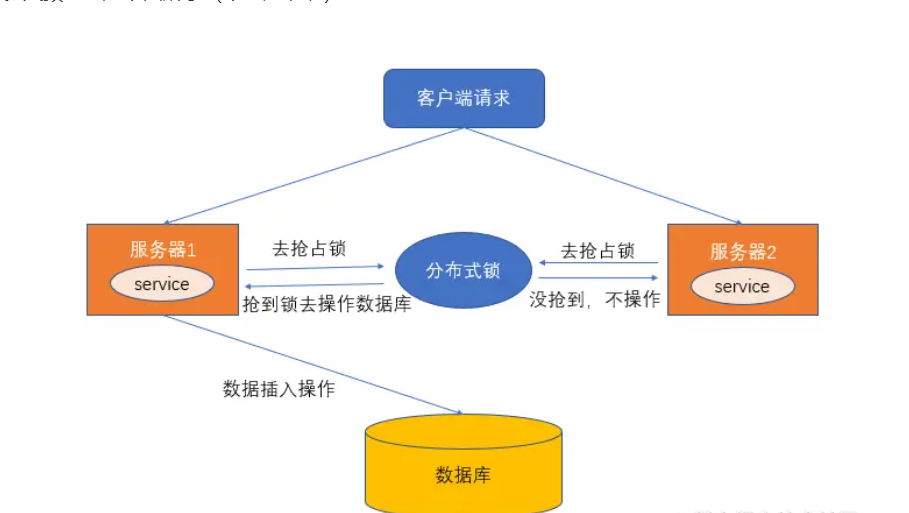 客户端请求
服务器1
service
去抢占锁
分布式锁
去抢占锁
服务器2
service
抢到锁去操作数据库
没抢到，不操作
数据插入操作
数据库